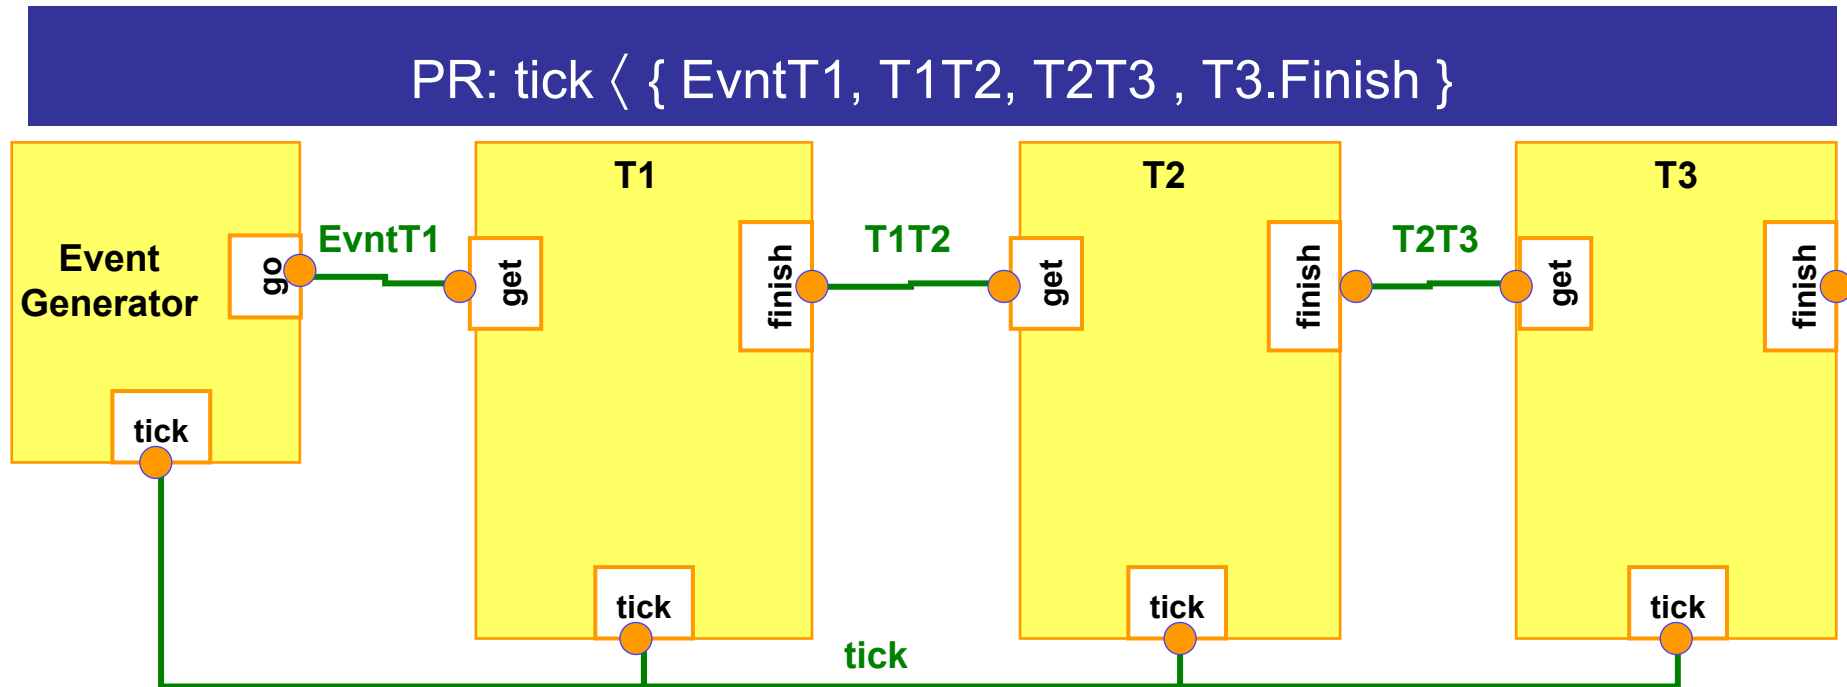 PR: tick 〈 { EvntT1, T1T2, T2T3 , T3.Finish }
Event
Generator
go
tick
EvntT1
T1
get
finish
tick
T1T2
T2
get
finish
tick
T2T3
T3
get
finish
tick
tick